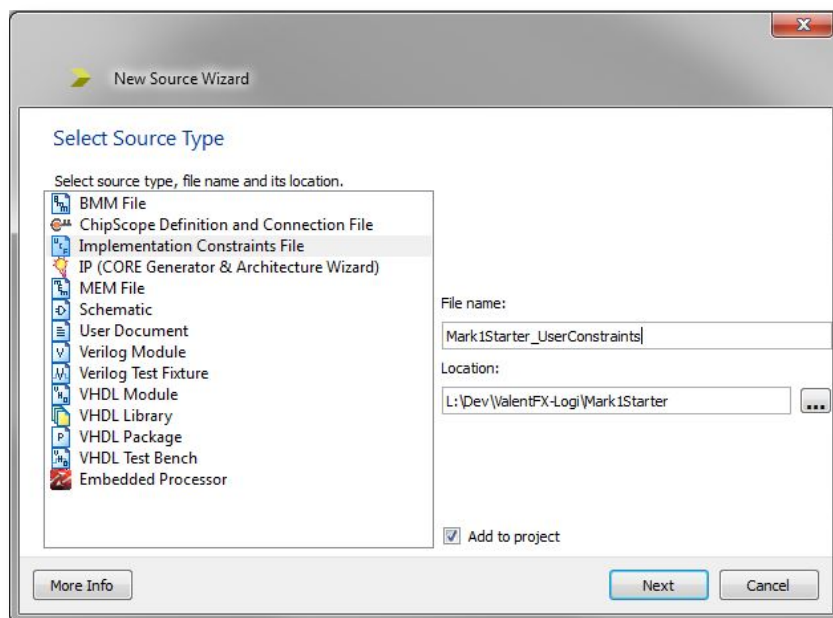 New Source Wizard
Select Source Type
Select source type, file name and its location.
BMM File
ChipScope Definition and Connection File
Implementation Constraints File
IP (CORE Generator & Architecture Wizard)
MEM File
Schematic
User Document
Verilog Module
Verilog Test Fixture
VHDL Module
VHDL Library
VHDL Package
VHDL Test Bench
Embedded Processor
File name:
Mark1Starter_UserConstraints
Location:
L:\Dev\ValentFX-Logi\Mark1Starter
...
Add to project
More Info
Next
Cancel